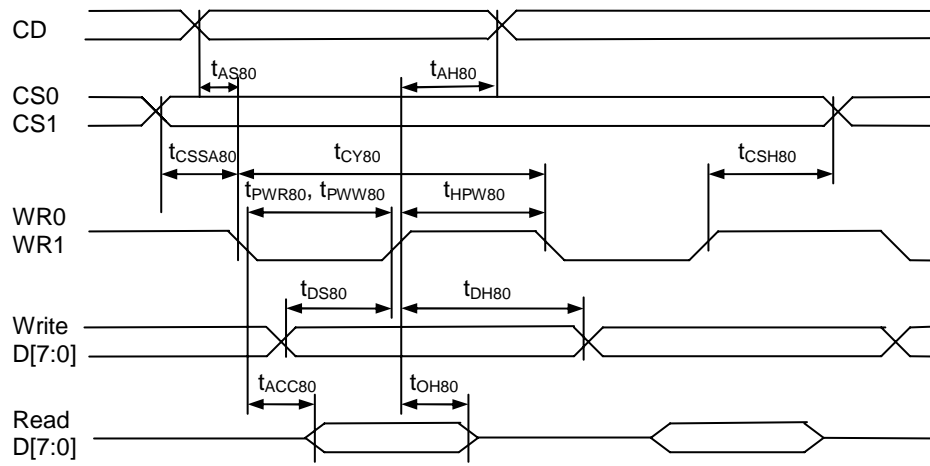 CD
tAS80 tAH80
CS0
CS1
tCSSA80 tCY80 tCSH80
tPWR80, tPWW80 tHPW80
WR0
WR1
tDS80 tDH80
Write
D[7:0]
tACC80 tOH80
Read
D[7:0]